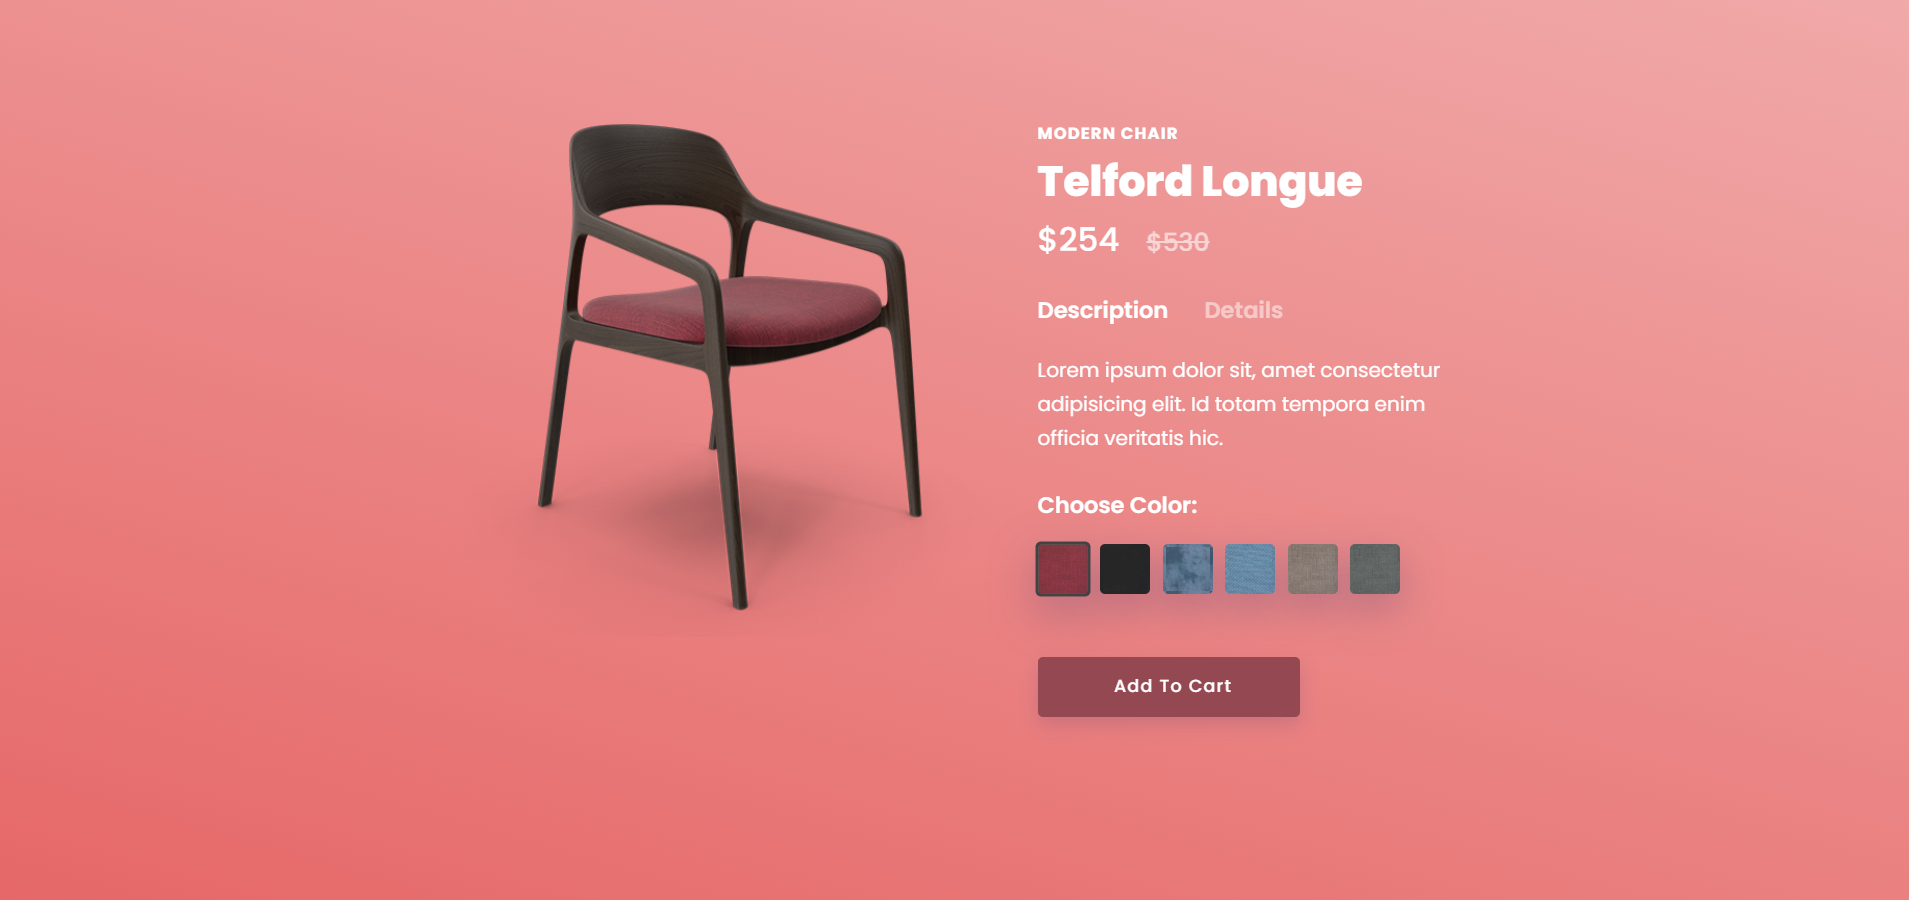 MODERN CHAIR
Telford Longue
$254 $530
Description Details
Lorem ipsum dolor sit, amet consectetur
adipisicing elit. Id totam tempora enim
officia veritatis hic.
Choose Color:
Add To Cart